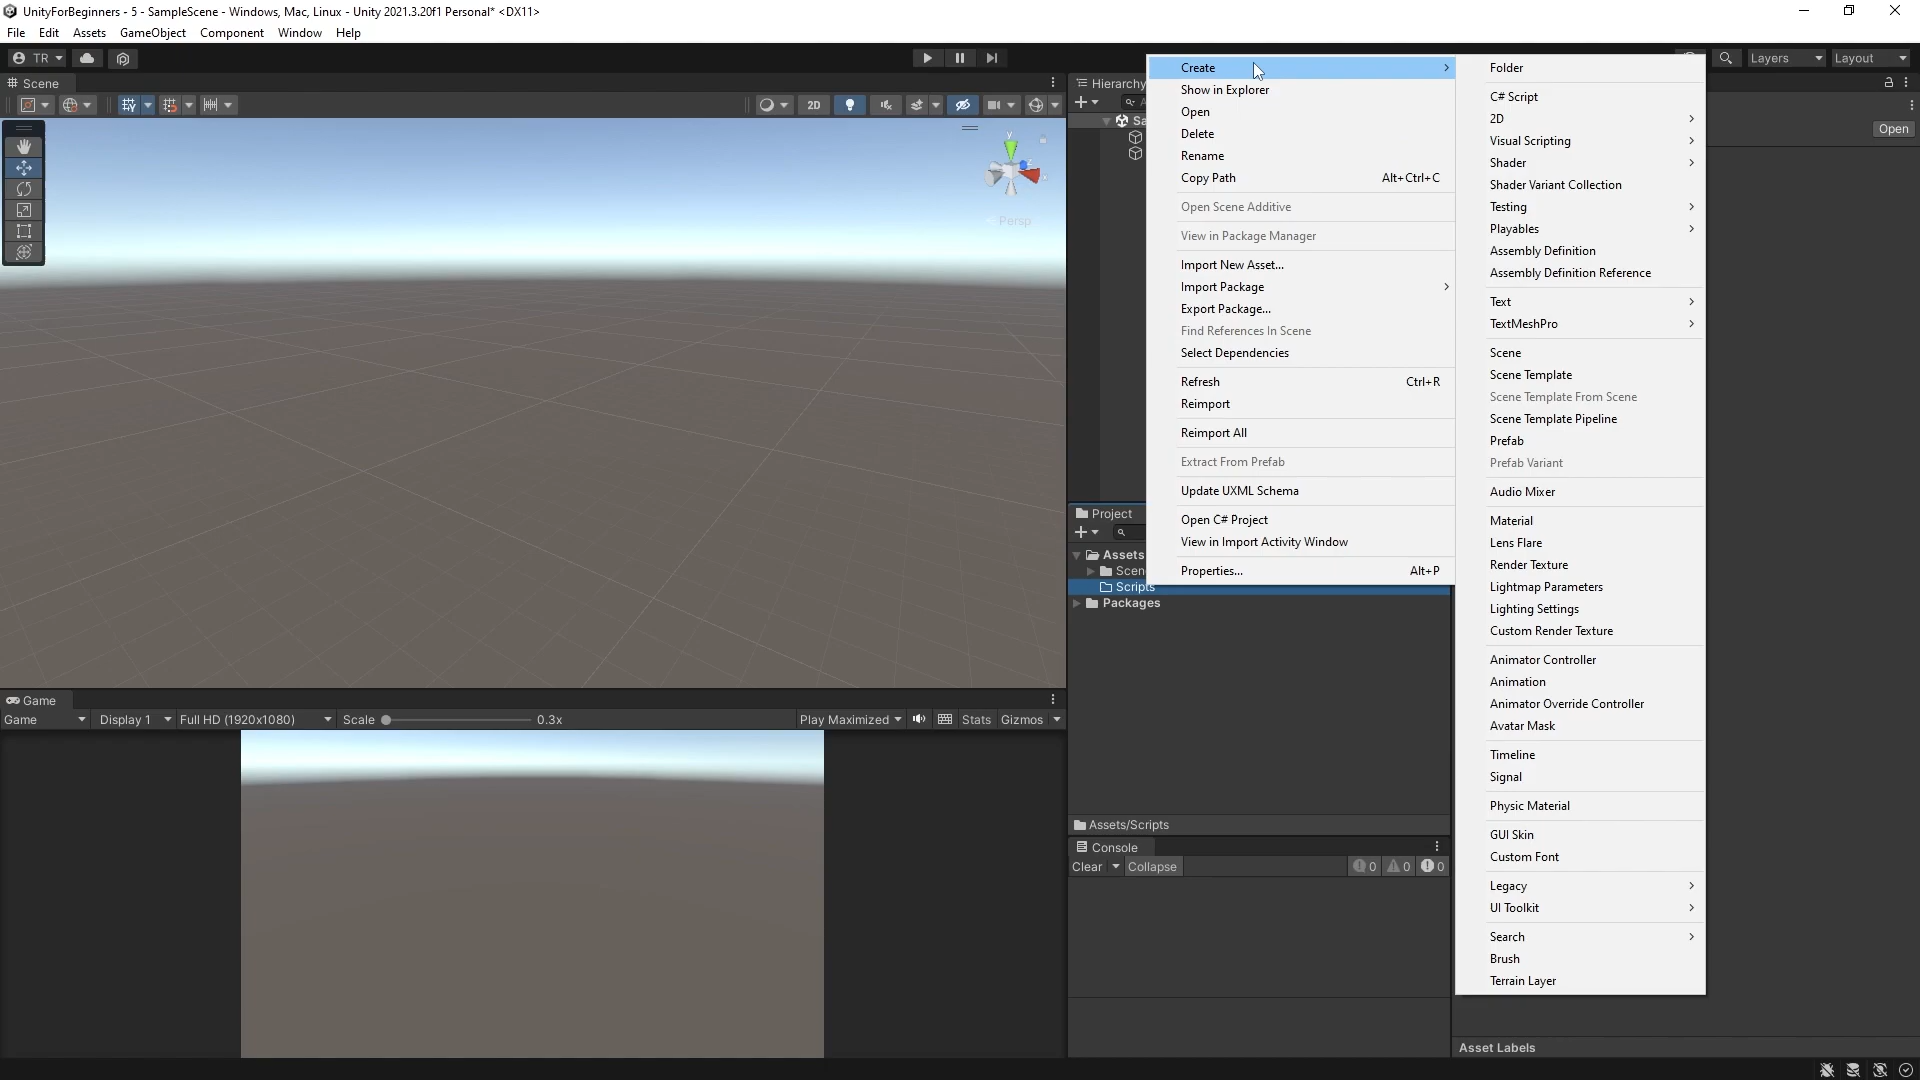 UnityForBeginners - 5 - SampleScene - Windows, Mac, Linux - Unity 2021.3.20f1 Personal* <DX11>
File Edit Assets GameObject Component Window Help
TR
Layers
Layout
Scene
2D
y
Persp
Hierarchy
Sa
Open
Create
Show in Explorer
Open
Delete
Rename
Copy Path Alt+Ctrl+C
Open Scene Additive
View in Package Manager
Import New Asset...
Import Package
Export Package...
Find References In Scene
Select Dependencies
Refresh Ctrl+R
Reimport
Reimport All
Extract From Prefab
Update UXML Schema
Open C# Project
View in Import Activity Window
Properties... Alt+P
Folder
C# Script
2D
Visual Scripting
Shader
Shader Variant Collection
Testing
Playables
Assembly Definition
Assembly Definition Reference
Text
TextMeshPro
Scene
Scene Template
Scene Template From Scene
Scene Template Pipeline
Prefab
Prefab Variant
Audio Mixer
Material
Lens Flare
Render Texture
Lightmap Parameters
Lighting Settings
Custom Render Texture
Animator Controller
Animation
Animator Override Controller
Avatar Mask
Timeline
Signal
Physic Material
GUI Skin
Custom Font
Legacy
UI Toolkit
Search
Brush
Terrain Layer
Project
Assets
Scen
Scripts
Packages
Assets/Scripts
Console
Clear Collapse 0 0 0
Game
Game Display 1 Full HD (1920x1080) Scale 0.3x Play Maximized Stats Gizmos
Asset Labels